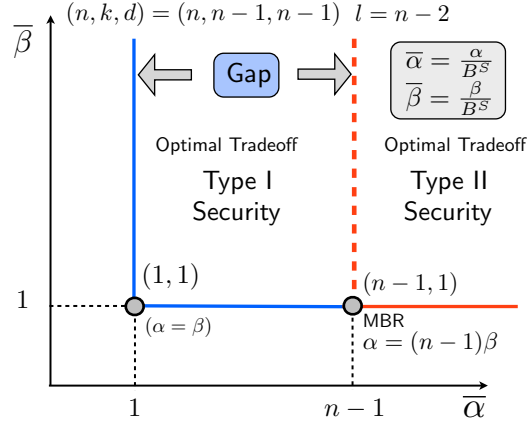 (n, k, d) = (n, n − 1, n − 1)  l = n − 2
β̅
Gap
α̅ = α/B^S
β̅ = β/B^S
Optimal Tradeoff
Type I
Security
Optimal Tradeoff
Type II
Security
(1, 1)
(n − 1, 1)
1
(α = β)
MBR
α = (n − 1)β
1
n − 1
α̅